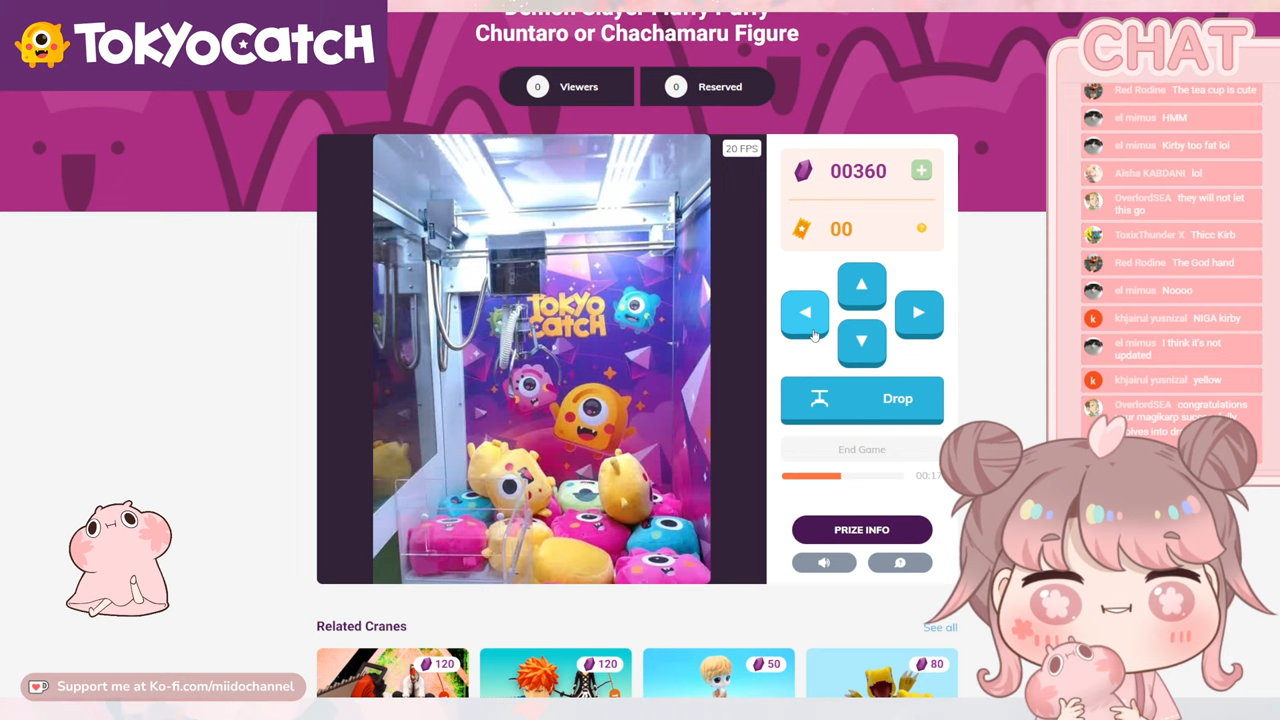 TOKYOCATCH
Demon Slayer Fluffy Puffy
Chuntaro or Chachamaru Figure
0 Viewers
0 Reserved
CHAT
20 FPS
TOKYO
CATCH
00360
00
Drop
End Game
00:17
PRIZE INFO
Red Rodine The tea cup is cute
el mimus HMM
el mimus Kirby too fat lol
Aisha KABDANI lol
OverlordSEA they will not let
this go
ToxixThunder X Thicc Kirb
Red Rodine The God hand
el mimus Noooo
k khjairul yusnizal NIGA kirby
el mimus I think it's not
updated
k khjairul yusnizal yellow
OverlordSEA congratulations
Related Cranes
See all
120
120
50
80
Support me at Ko-fi.com/miidochannel